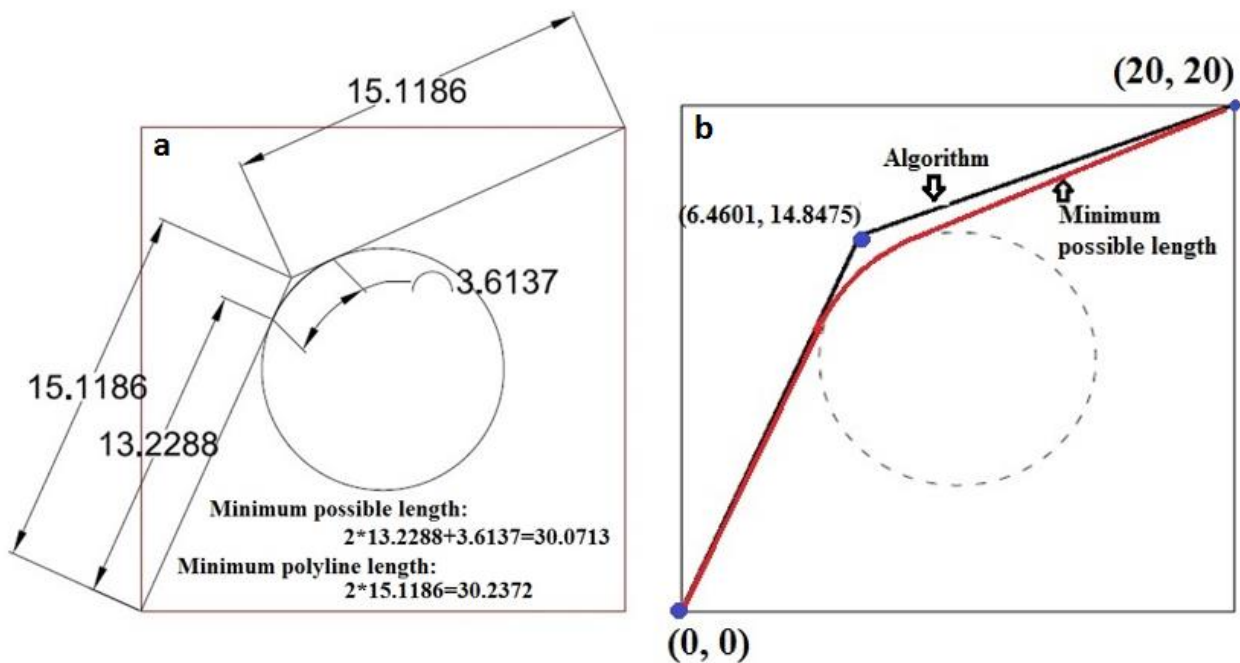 a
15.1186
3.6137
15.1186
13.2288
Minimum possible length:
2*13.2288+3.6137=30.0713
Minimum polyline length:
2*15.1186=30.2372
b
(20, 20)
Algorithm
(6.4601, 14.8475)
Minimum
possible length
(0, 0)